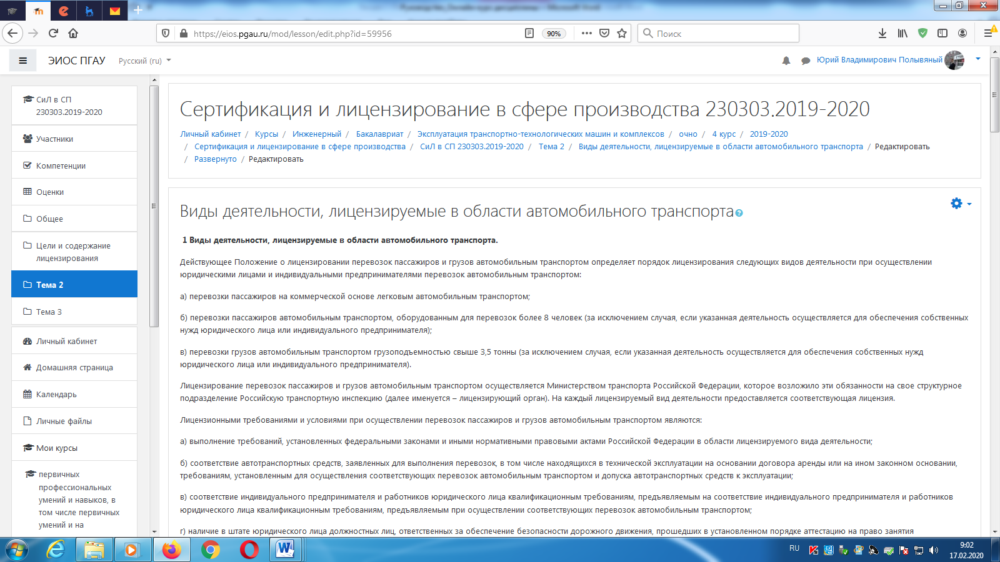 https://eios.pgau.ru/mod/lesson/edit.php?id=59956
90%
Поиск
ЭИОС ПГАУ
Русский (ru)
Юрий Владимирович Полывяный
СиЛ в СП
230303.2019-2020
Участники
Компетенции
Оценки
Общее
Цели и содержание
лицензирования
Тема 2
Тема 3
Личный кабинет
Домашняя страница
Календарь
Личные файлы
Мои курсы
первичных
профессиональных
умений и навыков, в
том числе первичных
умений и на
Сертификация и лицензирование в сфере производства 230303.2019-2020
Личный кабинет / Курсы / Инженерный / Бакалавриат / Эксплуатация транспортно-технологических машин и комплексов / очно / 4 курс / 2019-2020
/ Сертификация и лицензирование в сфере производства / СиЛ в СП 230303.2019-2020 / Тема 2 / Виды деятельности, лицензируемые в области автомобильного транспорта / Редактировать
/ Развернуто / Редактировать
Виды деятельности, лицензируемые в области автомобильного транспорта
1 Виды деятельности, лицензируемые в области автомобильного транспорта.
Действующее Положение о лицензировании перевозок пассажиров и грузов автомобильным транспортом определяет порядок лицензирования следующих видов деятельности при осуществлении
юридическими лицами и индивидуальными предпринимателями перевозок автомобильным транспортом:
а) перевозки пассажиров на коммерческой основе легковым автомобильным транспортом;
б) перевозки пассажиров автомобильным транспортом, оборудованным для перевозок более 8 человек (за исключением случая, если указанная деятельность осуществляется для обеспечения собственных
нужд юридического лица или индивидуального предпринимателя);
в) перевозки грузов автомобильным транспортом грузоподъемностью свыше 3,5 тонны (за исключением случая, если указанная деятельность осуществляется для обеспечения собственных нужд
юридического лица или индивидуального предпринимателя).
Лицензирование перевозок пассажиров и грузов автомобильным транспортом осуществляется Министерством транспорта Российской Федерации, которое возложило эти обязанности на свое структурное
подразделение Российскую транспортную инспекцию (далее именуется – лицензирующий орган). На каждый лицензируемый вид деятельности предоставляется соответствующая лицензия.
Лицензионными требованиями и условиями при осуществлении перевозок пассажиров и грузов автомобильным транспортом являются:
а) выполнение требований, установленных федеральными законами и иными нормативными правовыми актами Российской Федерации в области лицензируемого вида деятельности;
б) соответствие автотранспортных средств, заявленных для выполнения перевозок, в том числе находящихся в технической эксплуатации на основании договора аренды или на ином законном основании,
требованиям, установленным для осуществления соответствующих перевозок автомобильным транспортом и допуска автотранспортных средств к эксплуатации;
в) соответствие индивидуального предпринимателя и работников юридического лица квалификационным требованиям, предъявляемым на соответствие индивидуального предпринимателя и работников
юридического лица квалификационным требованиям, предъявляемым при осуществлении соответствующих перевозок автомобильным транспортом;
г) наличие в штате юридического лица должностных лиц, ответственных за обеспечение безопасности дорожного движения, прошедших в установленном порядке аттестацию на право занятия
RU
9:02
17.02.2020